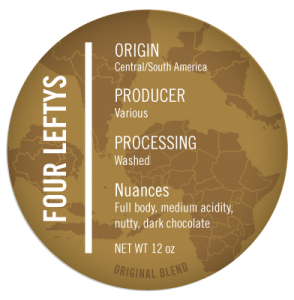 FOUR LEFTYS
ORIGIN
Central/South America
PRODUCER
Various
PROCESSING
Washed
Nuances
Full body, medium acidity,
nutty, dark chocolate
NET WT 12 oz
ORIGINAL BLEND